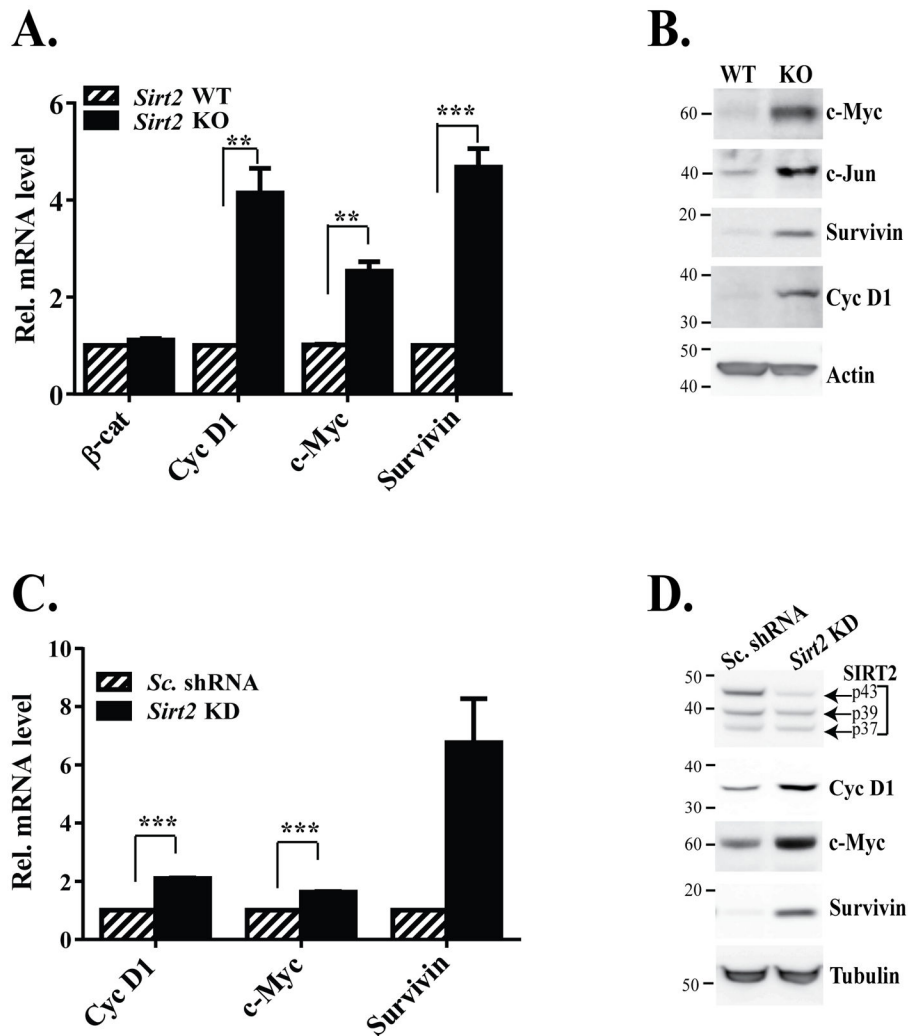 A.
Sirt2 WT
Sirt2 KO
Rel. mRNA level
6
4
2
0
**
**
***
β-cat
Cyc D1
c-Myc
Survivin
B.
WT KO
60
c-Myc
40
c-Jun
20
Survivin
40
30
Cyc D1
50
40
Actin
C.
Sc. shRNA
Sirt2 KD
Rel. mRNA level
10
8
6
4
2
0
***
***
Cyc D1
c-Myc
Survivin
D.
Sc. shRNA
Sirt2 KD
SIRT2
50
40
p43
p39
p37
40
30
Cyc D1
60
c-Myc
20
Survivin
50
Tubulin